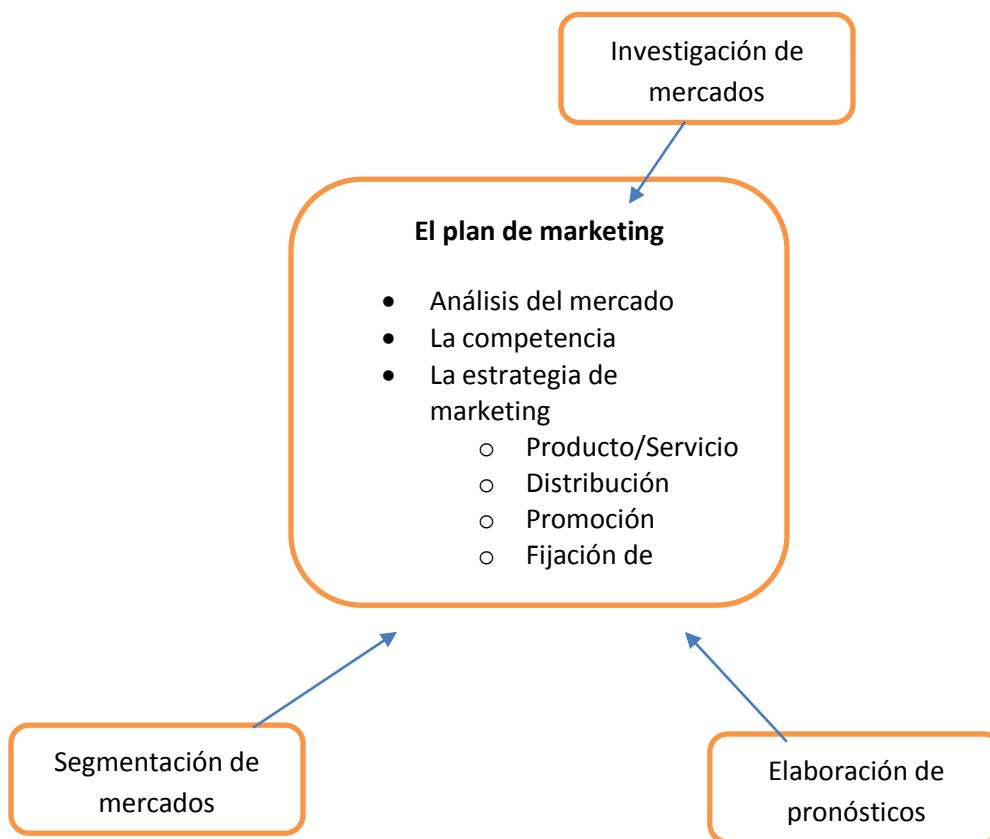 Investigación de
mercados
El plan de marketing
• Análisis del mercado
• La competencia
• La estrategia de
marketing
o Producto/Servicio
o Distribución
o Promoción
o Fijación de
Segmentación de
mercados
Elaboración de
pronósticos